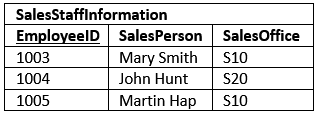 SalesStaffInformation
EmployeeID SalesPerson SalesOffice
1003 Mary Smith S10
1004 John Hunt S20
1005 Martin Hap S10